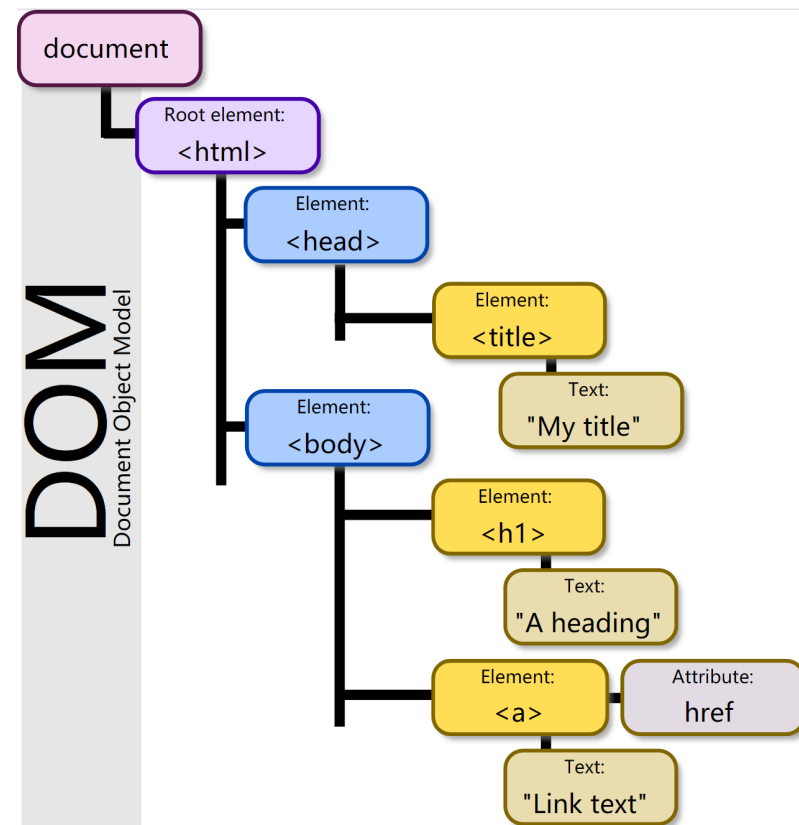 document
Root element:
<html>
Element:
<head>
Element:
<title>
Text:
"My title"
Element:
<body>
Element:
<h1>
Text:
"A heading"
Element:
<a>
Attribute:
href
Text:
"Link text"
DOM
Document Object Model